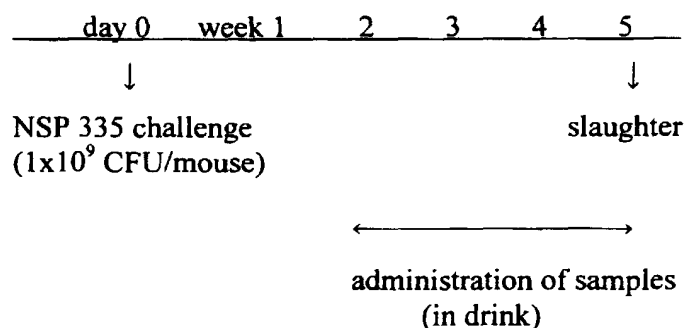 day 0 week 1 2 3 4 5
↓ ↓
NSP 335 challenge slaughter
(1x10⁹ CFU/mouse)
administration of samples
(in drink)